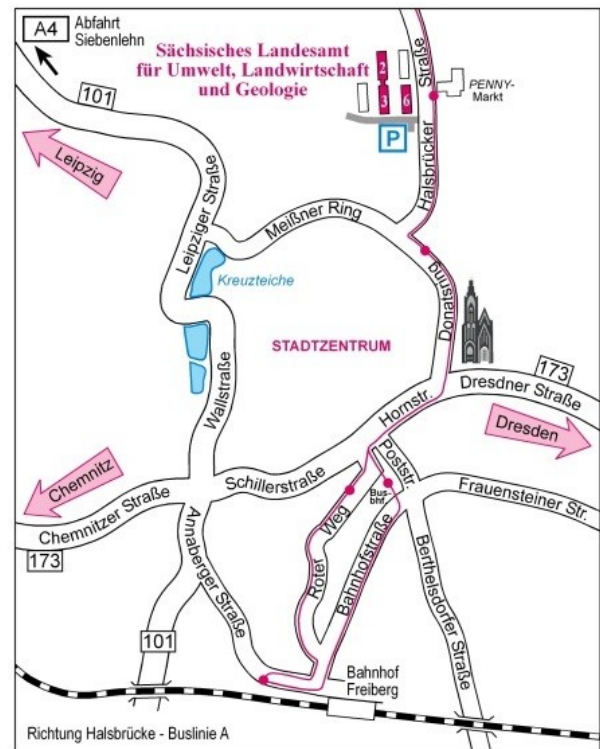 A4
Abfahrt
Siebenlehn
101
Sächsisches Landesamt
für Umwelt, Landwirtschaft
und Geologie
2
3
6
P
Halsbrücker Straße
PENNY-
Markt
Leipzig
Leipziger Straße
Meißner Ring
Kreuzteiche
Donatsring
STADTZENTRUM
Wallstraße
Hornstr.
173
Dresdner Straße
Dresden
Chemnitz
Chemnitzer Straße
173
Schillerstraße
Poststr.
Bus-
bhf.
Frauensteiner Str.
Annaberger Straße
Roter Weg
Bahnhofstraße
Berthelsdorfer Straße
101
Bahnhof
Freiberg
Richtung Halsbrücke - Buslinie A